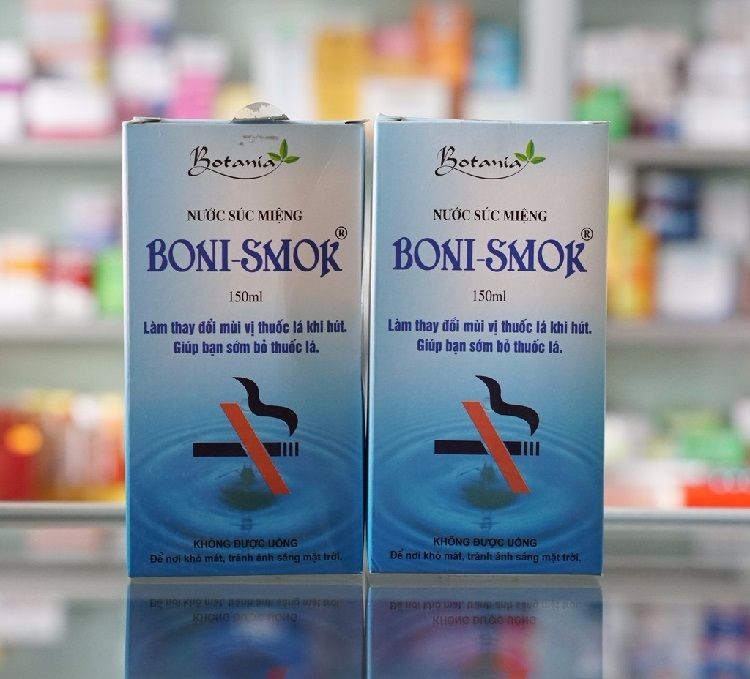 Botania
NƯỚC SÚC MIỆNG
BONI-SMOK®
150ml
Làm thay đổi mùi vị thuốc lá khi hút.
Giúp bạn sớm bỏ thuốc lá.
KHÔNG ĐƯỢC UỐNG
Để nơi khô mát, tránh ánh sáng mặt trời.
Botania
NƯỚC SÚC MIỆNG
BONI-SMOK®
150ml
Làm thay đổi mùi vị thuốc lá khi hút.
Giúp bạn sớm bỏ thuốc lá.
KHÔNG ĐƯỢC UỐNG
Để nơi khô mát, tránh ánh sáng mặt trời.